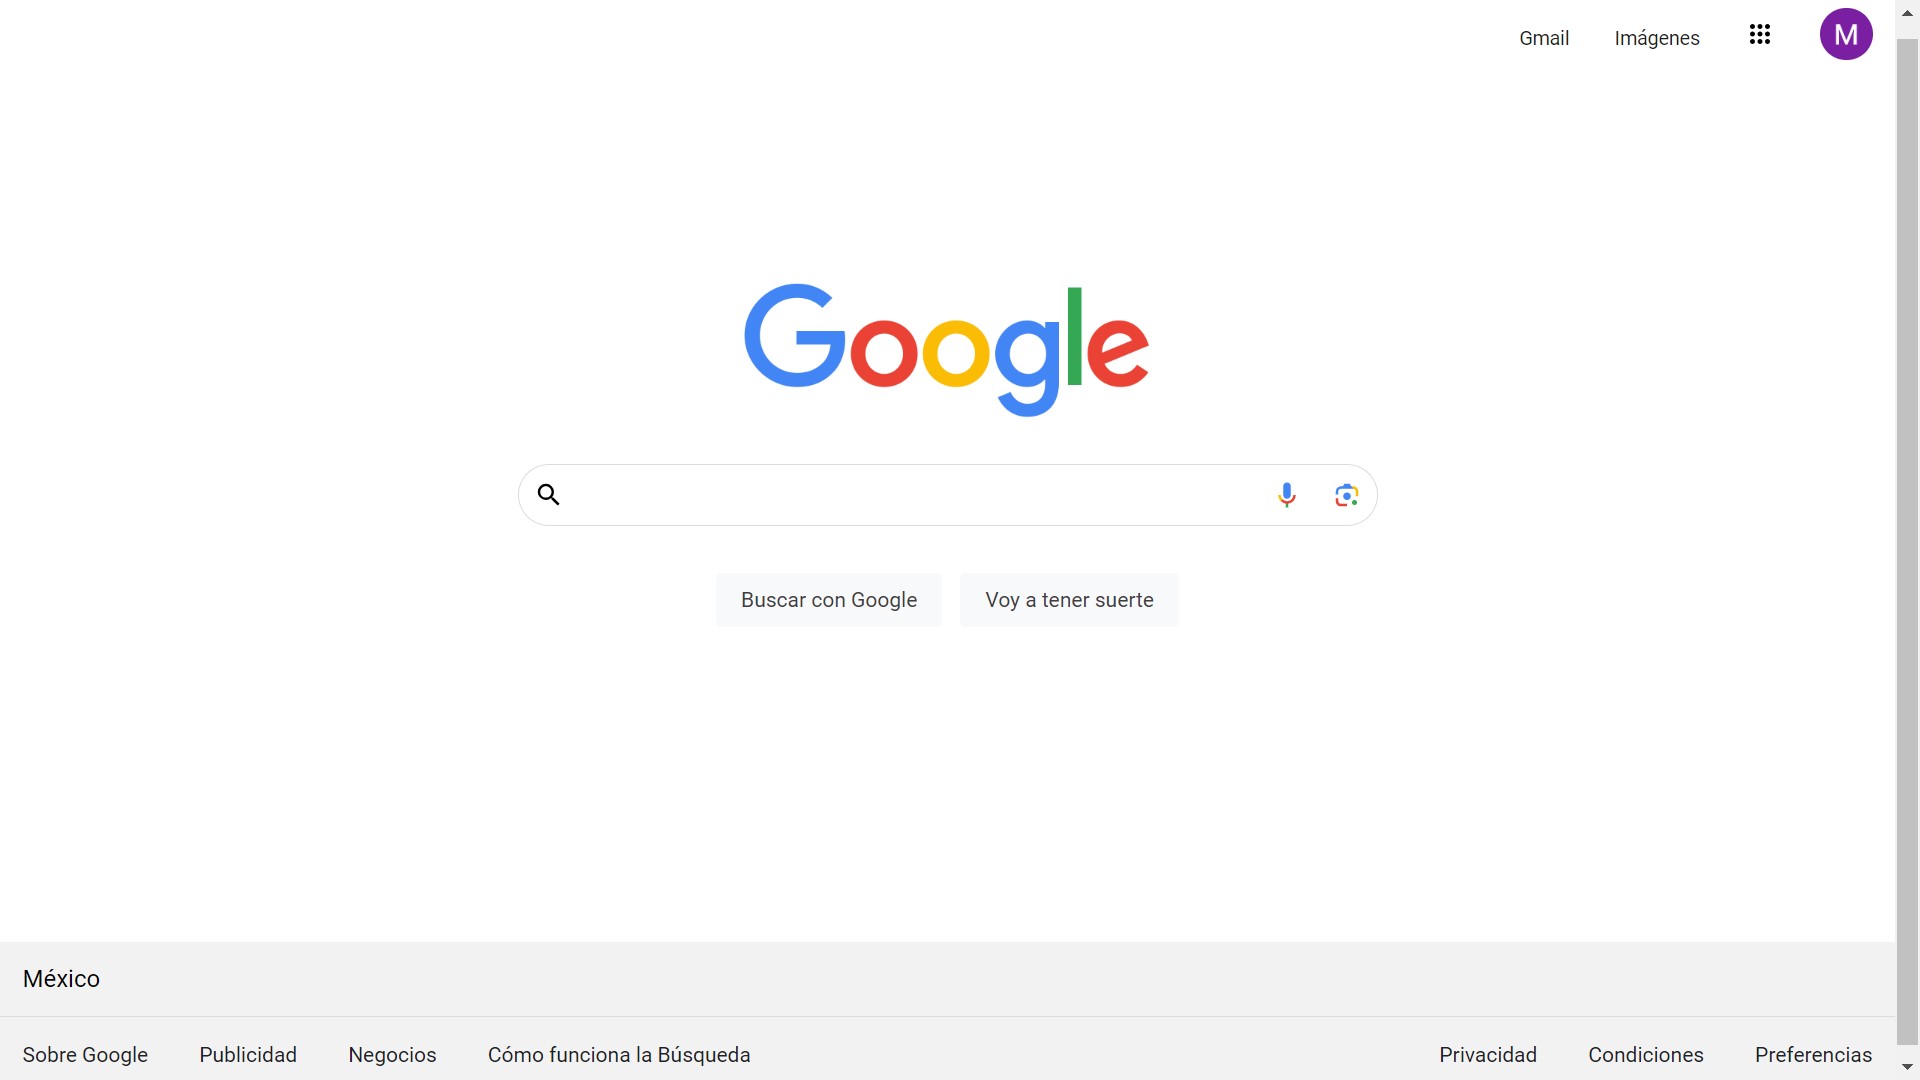 Gmail Imágenes M
Google
Buscar con Google Voy a tener suerte
México
Sobre Google Publicidad Negocios Cómo funciona la Búsqueda Privacidad Condiciones Preferencias